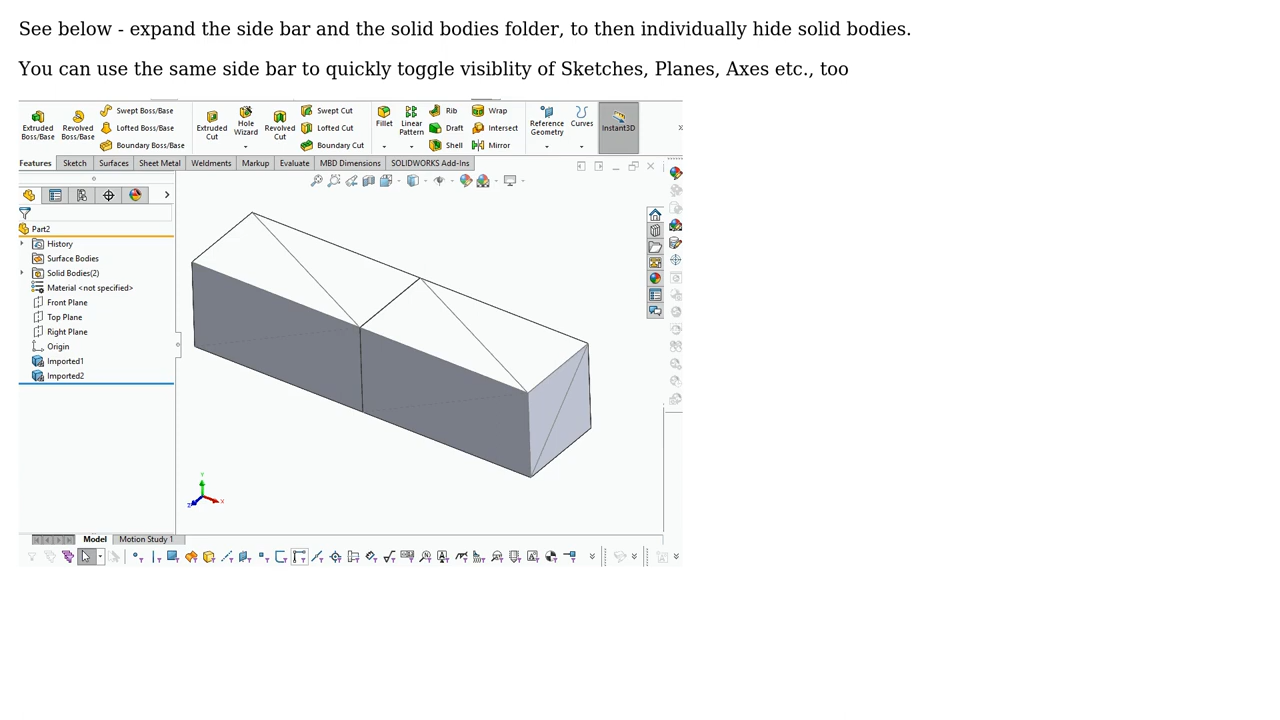 See below - expand the side bar and the solid bodies folder, to then individually hide solid bodies.
You can use the same side bar to quickly toggle visiblity of Sketches, Planes, Axes etc., too
Extruded Boss/Base
Revolved Boss/Base
Swept Boss/Base
Lofted Boss/Base
Boundary Boss/Base
Extruded Cut
Hole Wizard
Revolved Cut
Swept Cut
Lofted Cut
Boundary Cut
Fillet
Linear Pattern
Rib
Draft
Shell
Wrap
Intersect
Mirror
Reference Geometry
Curves
Instant3D
Features Sketch Surfaces Sheet Metal Weldments Markup Evaluate MBD Dimensions SOLIDWORKS Add-Ins
Part2
History
Surface Bodies
Solid Bodies(2)
Material <not specified>
Front Plane
Top Plane
Right Plane
Origin
Imported1
Imported2
Y
X
Z
Model Motion Study 1